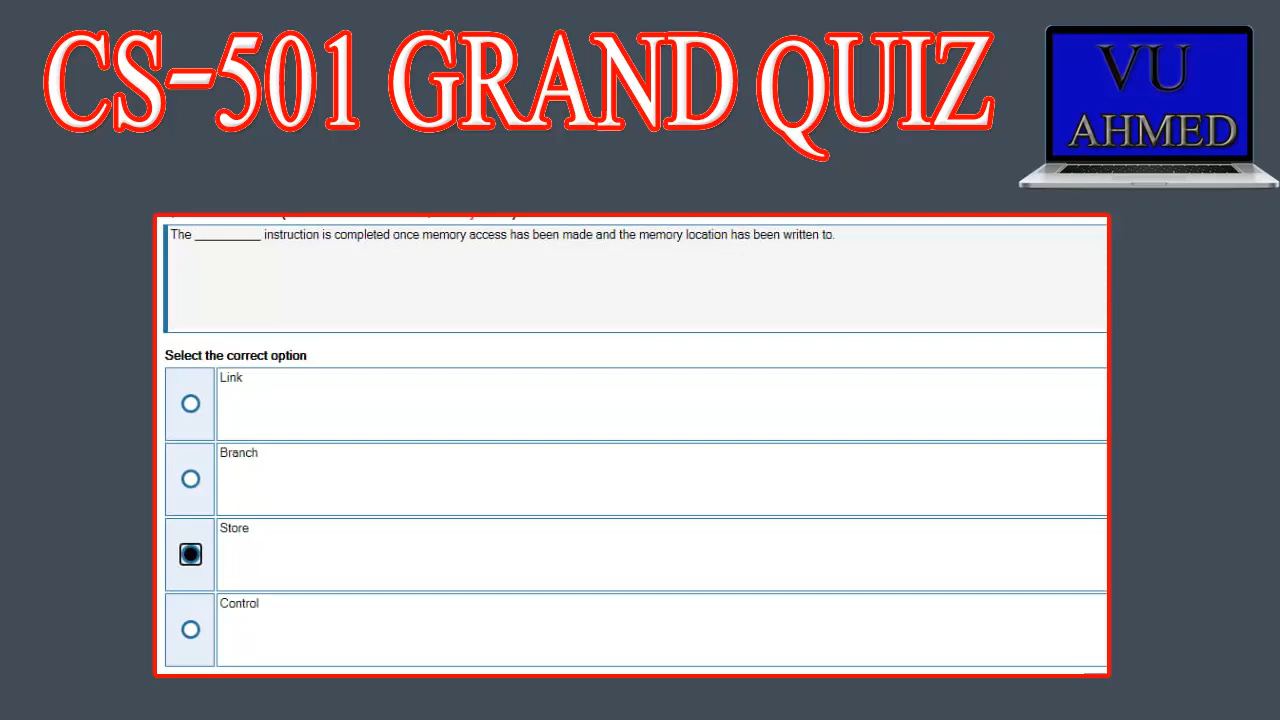 CS-501 GRAND QUIZ
VU
AHMED
The __________ instruction is completed once memory access has been made and the memory location has been written to.
Select the correct option
Link
Branch
Store
Control